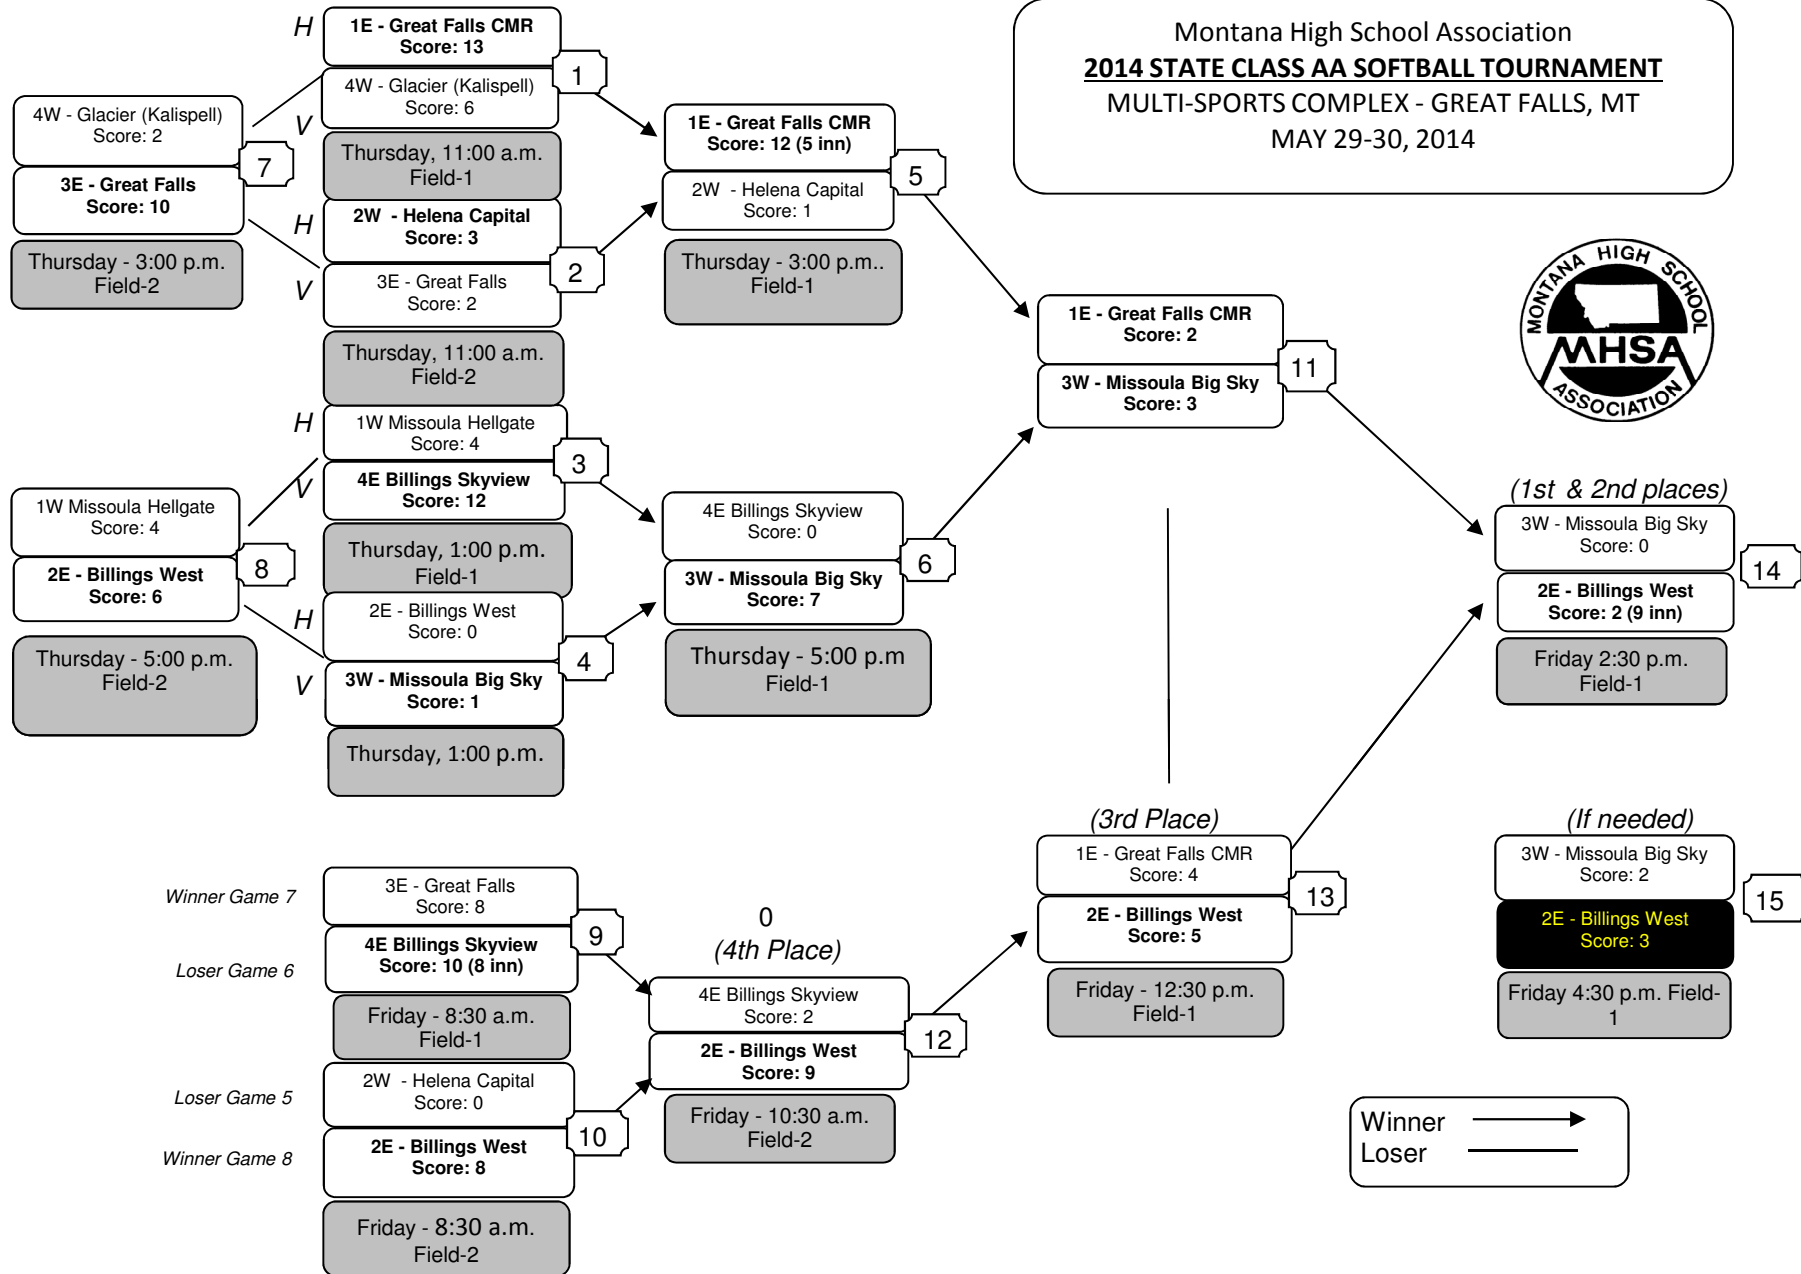 Montana High School Association
2014 STATE CLASS AA SOFTBALL TOURNAMENT
MULTI-SPORTS COMPLEX - GREAT FALLS, MT
MAY 29-30, 2014
MONTANA HIGH SCHOOL
MHSA
ASSOCIATION
H
1E - Great Falls CMR
Score: 13
1
4W - Glacier (Kalispell)
Score: 6
V
Thursday, 11:00 a.m.
Field-1
4W - Glacier (Kalispell)
Score: 2
7
3E - Great Falls
Score: 10
Thursday - 3:00 p.m.
Field-2
H
2W - Helena Capital
Score: 3
2
3E - Great Falls
Score: 2
V
Thursday, 11:00 a.m.
Field-2
1E - Great Falls CMR
Score: 12 (5 inn)
5
2W - Helena Capital
Score: 1
Thursday - 3:00 p.m..
Field-1
H
1W Missoula Hellgate
Score: 4
3
V
4E Billings Skyview
Score: 12
Thursday, 1:00 p.m.
Field-1
1W Missoula Hellgate
Score: 4
8
2E - Billings West
Score: 6
Thursday - 5:00 p.m.
Field-2
H
2E - Billings West
Score: 0
4
V
3W - Missoula Big Sky
Score: 1
Thursday, 1:00 p.m.
4E Billings Skyview
Score: 0
6
3W - Missoula Big Sky
Score: 7
Thursday - 5:00 p.m
Field-1
1E - Great Falls CMR
Score: 2
11
3W - Missoula Big Sky
Score: 3
(1st & 2nd places)
3W - Missoula Big Sky
Score: 0
14
2E - Billings West
Score: 2 (9 inn)
Friday 2:30 p.m.
Field-1
Winner Game 7
3E - Great Falls
Score: 8
9
Loser Game 6
4E Billings Skyview
Score: 10 (8 inn)
Friday - 8:30 a.m.
Field-1
Loser Game 5
2W - Helena Capital
Score: 0
10
Winner Game 8
2E - Billings West
Score: 8
Friday - 8:30 a.m.
Field-2
0
(4th Place)
4E Billings Skyview
Score: 2
12
2E - Billings West
Score: 9
Friday - 10:30 a.m.
Field-2
(3rd Place)
1E - Great Falls CMR
Score: 4
13
2E - Billings West
Score: 5
Friday - 12:30 p.m.
Field-1
(If needed)
3W - Missoula Big Sky
Score: 2
15
2E - Billings West
Score: 3
Friday 4:30 p.m. Field-
1
Winner
Loser